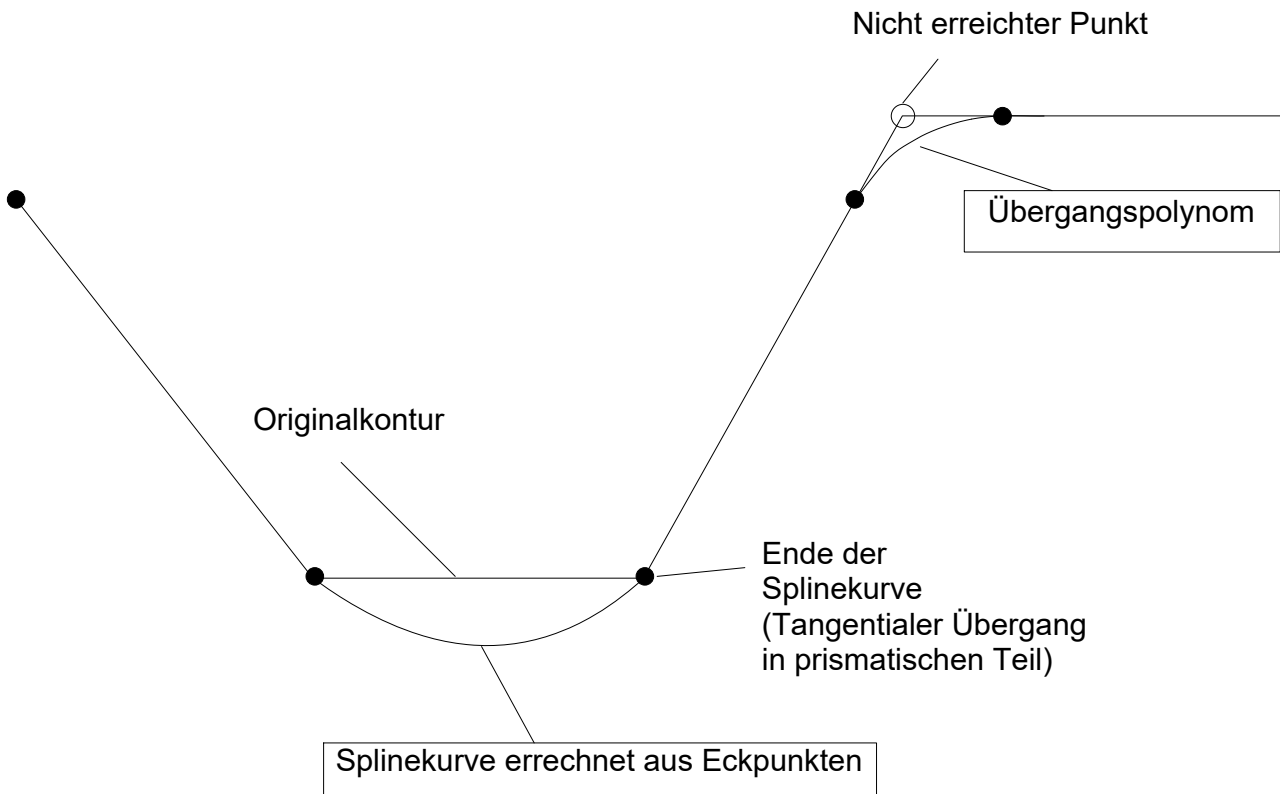 Nicht erreichter Punkt
Übergangspolynom
Originalkontur
Ende der
Splinekurve
(Tangentialer Übergang
in prismatischen Teil)
Splinekurve errechnet aus Eckpunkten